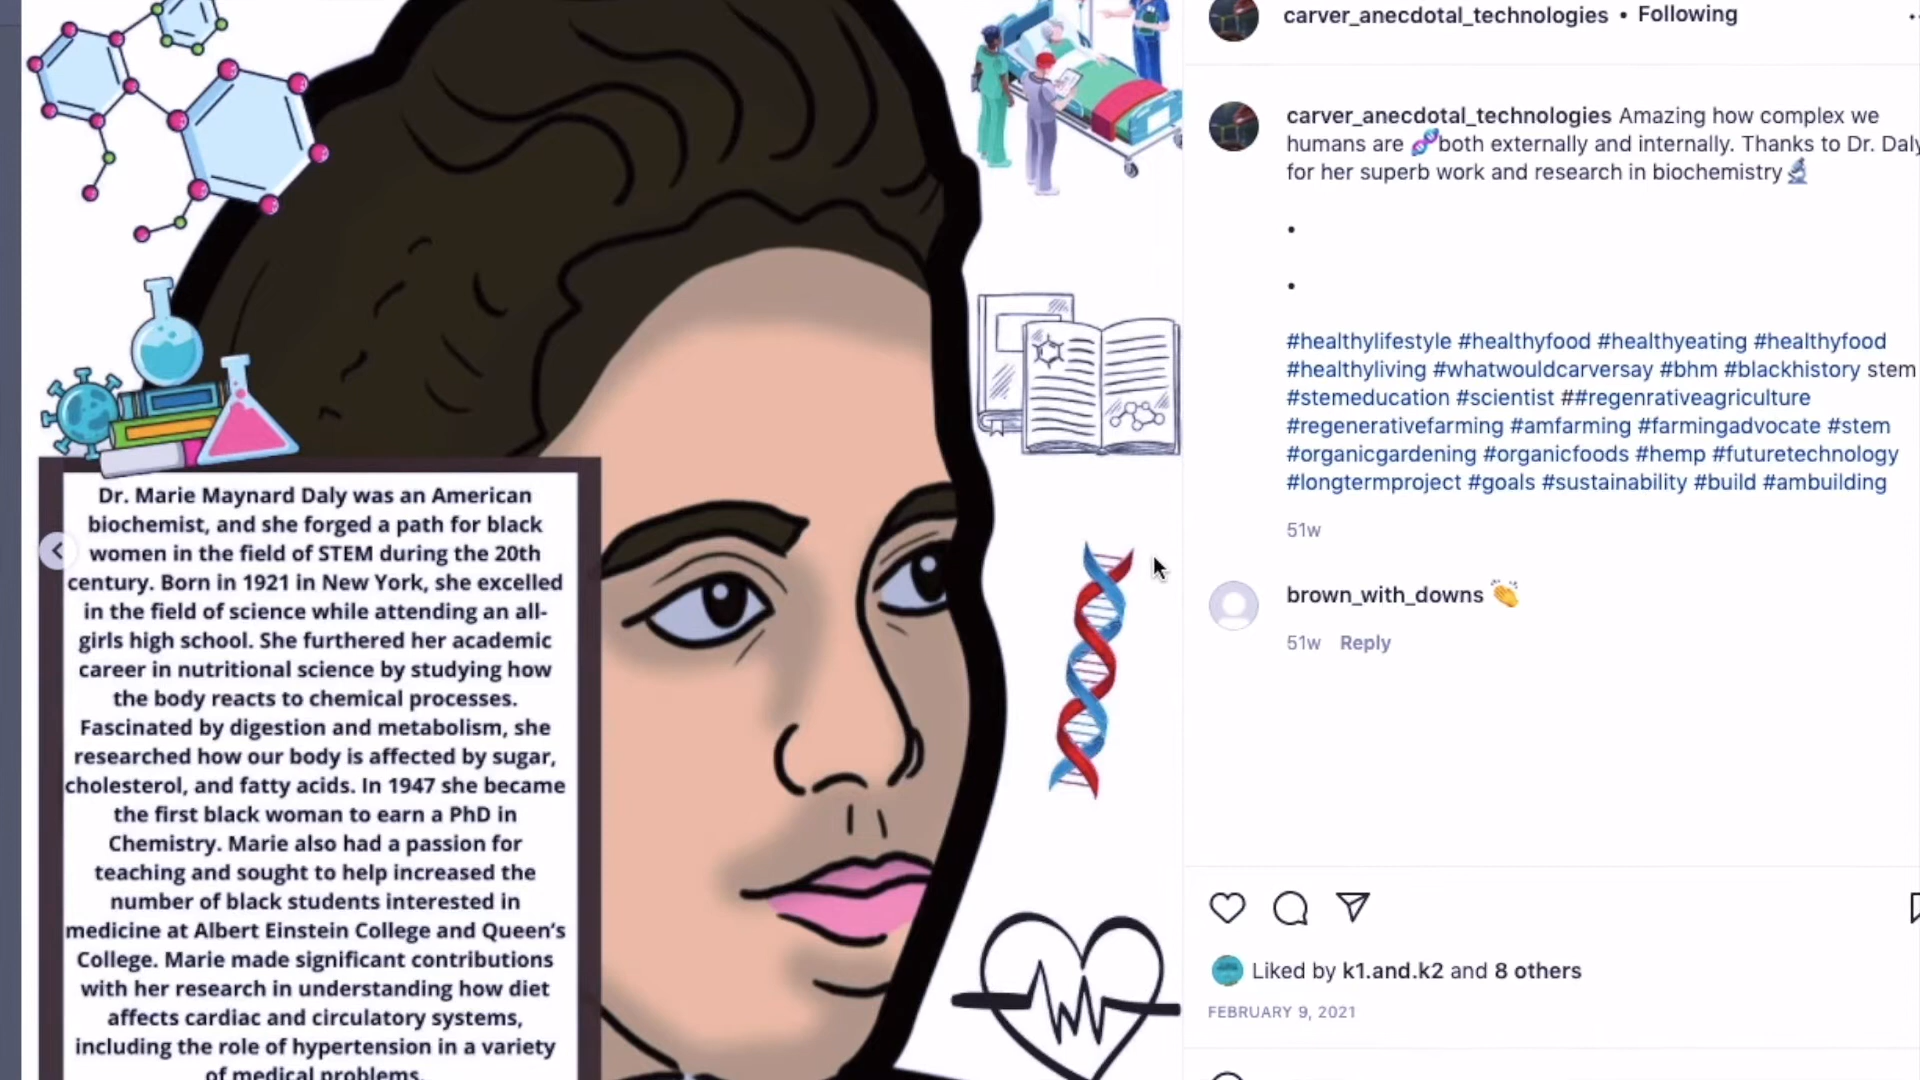 carver_anecdotal_technologies • Following
carver_anecdotal_technologies Amazing how complex we
humans are 🧬both externally and internally. Thanks to Dr. Daly
for her superb work and research in biochemistry🔬
•
•
#healthylifestyle #healthyfood #healthyeating #healthyfood
#healthyliving #whatwouldcarversay #bhm #blackhistory stem
#stemeducation #scientist ##regenrativeagriculture
#regenerativefarming #amfarming #farmingadvocate #stem
#organicgardening #organicfoods #hemp #futuretechnology
#longtermproject #goals #sustainability #build #ambuilding
51w
brown_with_downs 👏
51w Reply
Liked by k1.and.k2 and 8 others
FEBRUARY 9, 2021
Dr. Marie Maynard Daly was an American
biochemist, and she forged a path for black
women in the field of STEM during the 20th
century. Born in 1921 in New York, she excelled
in the field of science while attending an all-
girls high school. She furthered her academic
career in nutritional science by studying how
the body reacts to chemical processes.
Fascinated by digestion and metabolism, she
researched how our body is affected by sugar,
cholesterol, and fatty acids. In 1947 she became
the first black woman to earn a PhD in
Chemistry. Marie also had a passion for
teaching and sought to help increased the
number of black students interested in
medicine at Albert Einstein College and Queen's
College. Marie made significant contributions
with her research in understanding how diet
affects cardiac and circulatory systems,
including the role of hypertension in a variety
of medical problems.